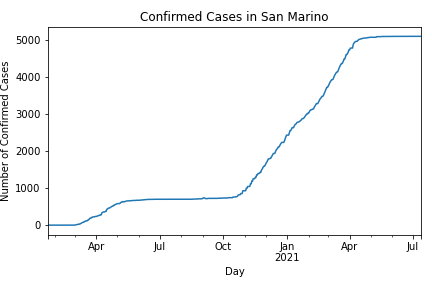 Confirmed Cases in San Marino
Number of Confirmed Cases
5000
4000
3000
2000
1000
0
Apr
Jul
Oct
Jan
2021
Apr
Jul
Day